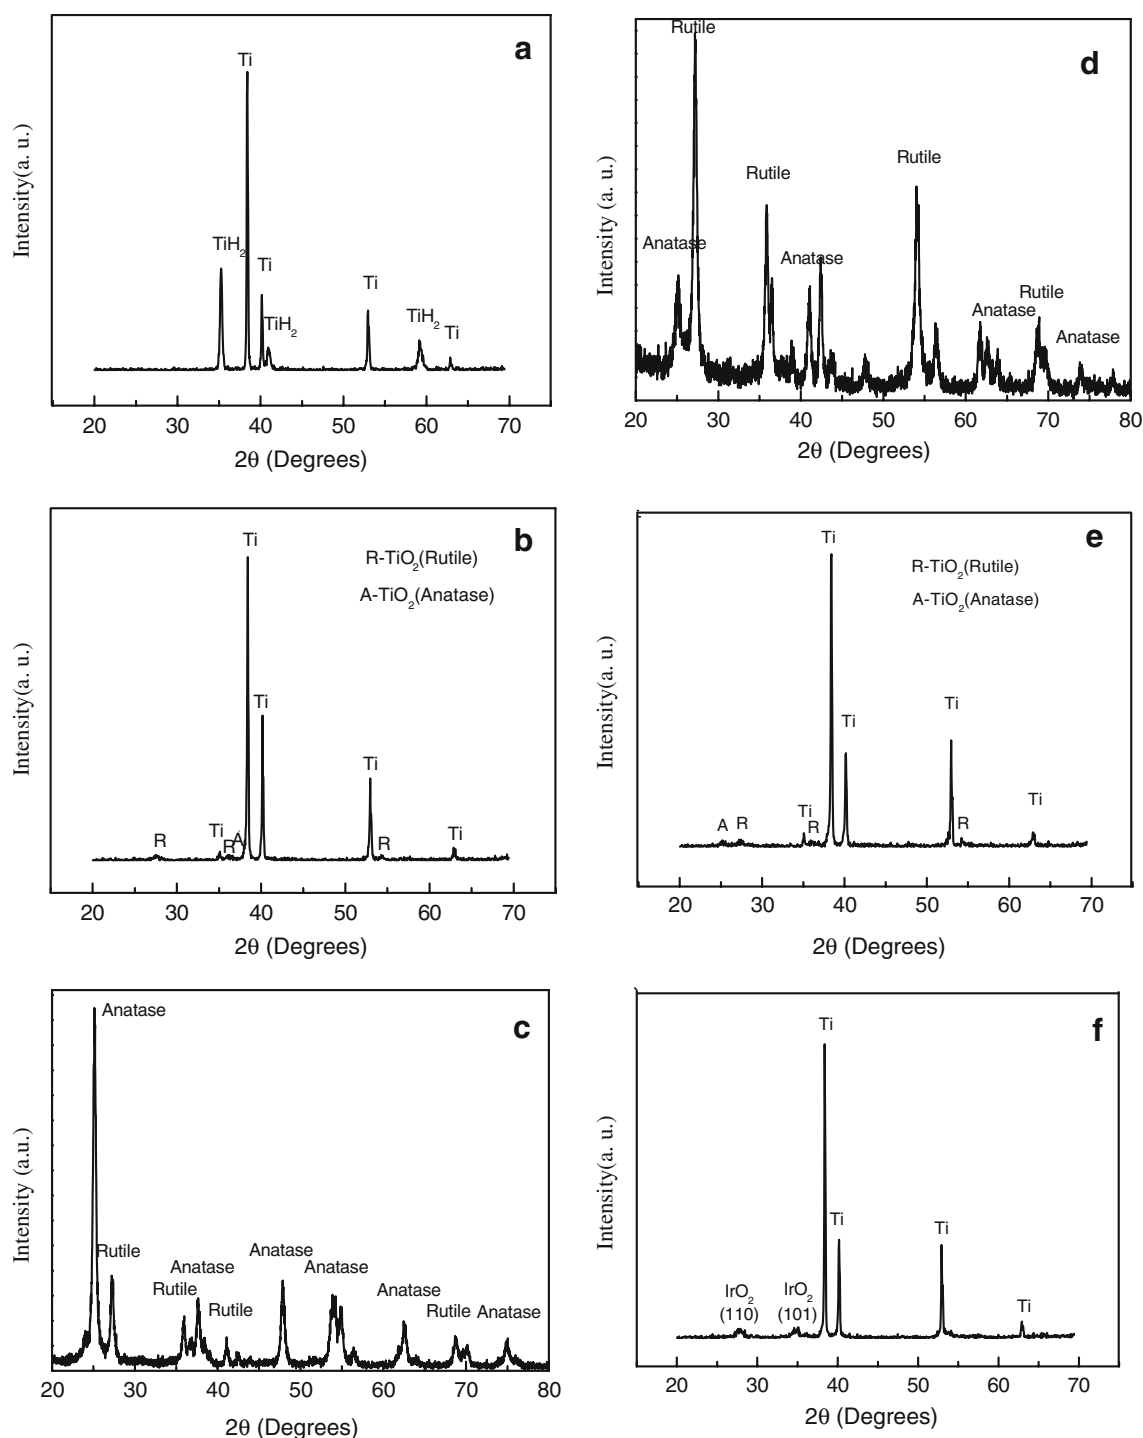 a
Ti
TiH2
Ti
TiH2
Ti
TiH2
Ti
Intensity(a. u.)
20 30 40 50 60 70
2θ (Degrees)
d
Rutile
Rutile
Rutile
Anatase
Anatase
Rutile
Anatase
Anatase
Intensity (a. u.)
20 30 40 50 60 70 80
2θ (Degrees)
b
Ti
R-TiO2(Rutile)
A-TiO2(Anatase)
Ti
Ti
R
Ti
R
A
R
Ti
Intensity(a. u.)
20 30 40 50 60 70
2θ (Degrees)
e
Ti
R-TiO2(Rutile)
A-TiO2(Anatase)
Ti
Ti
A
R
Ti
R
R
Ti
Intensity(a. u.)
20 30 40 50 60 70
2θ (Degrees)
c
Anatase
Rutile
Rutile
Anatase
Rutile
Anatase
Anatase
Anatase
Rutile
Anatase
Intensity (a.u.)
20 30 40 50 60 70 80
2θ (Degrees)
f
Ti
Ti
Ti
IrO2
(110)
IrO2
(101)
Ti
Intensity(a. u.)
20 30 40 50 60 70
2θ (Degrees)